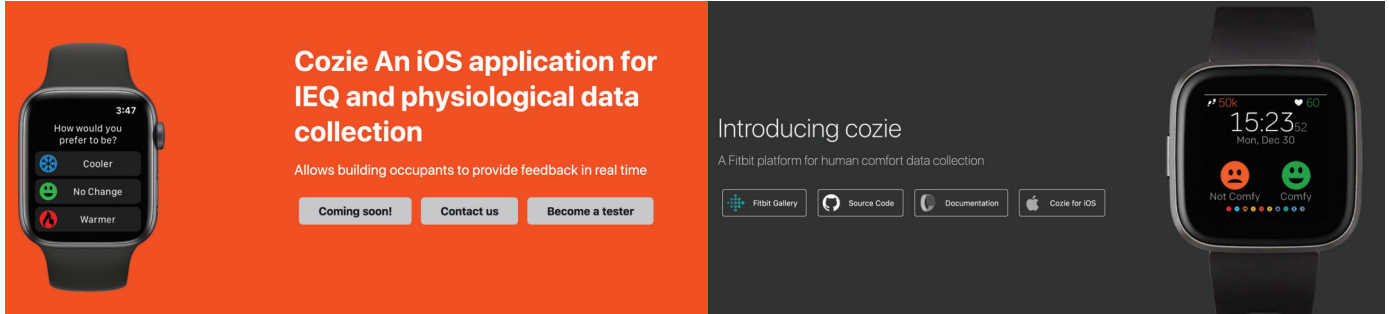 3:47
How would you
prefer to be?
Cooler
No Change
Warmer
Cozie An iOS application for
IEQ and physiological data
collection
Allows building occupants to provide feedback in real time
Coming soon!
Contact us
Become a tester
Introducing cozie
A Fitbit platform for human comfort data collection
Fitbit Gallery
Source Code
Documentation
Cozie for iOS
50k
60
15:23 52
Mon, Dec 30
Not Comfy
Comfy